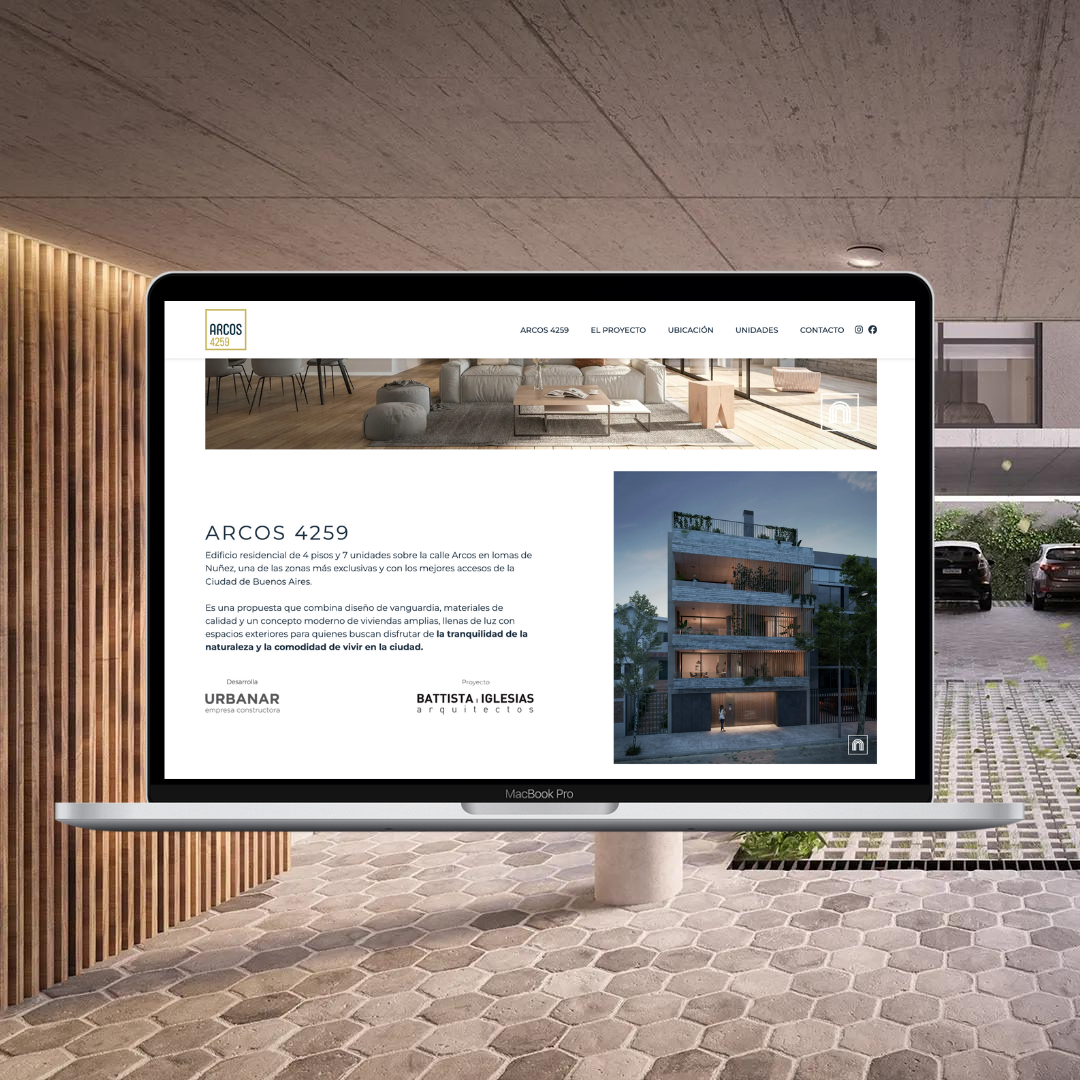 ARCOS
4259
ARCOS 4259 EL PROYECTO UBICACIÓN UNIDADES CONTACTO
ARCOS 4259
Edificio residencial de 4 pisos y 7 unidades sobre la calle Arcos en lomas de
Nuñez, una de las zonas más exclusivas y con los mejores accesos de la
Ciudad de Buenos Aires.
Es una propuesta que combina diseño de vanguardia, materiales de
calidad y un concepto moderno de viviendas amplias, llenas de luz con
espacios exteriores para quienes buscan disfrutar de la tranquilidad de la
naturaleza y la comodidad de vivir en la ciudad.
Desarrolla
URBANAR
empresa constructora
Proyecto
BATTISTA | IGLESIAS
arquitectos
MacBook Pro